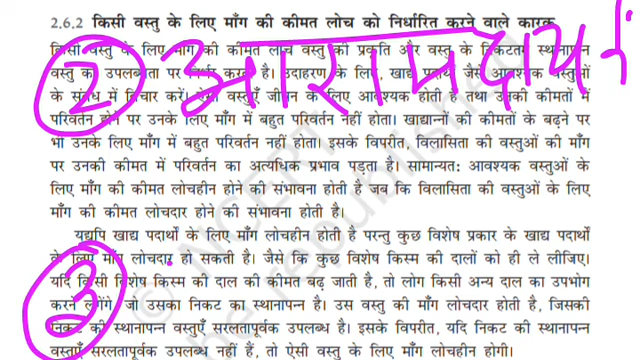 2.6.2 किसी वस्तु के लिए माँग की कीमत लोच को निर्धारित करने वाले कारक
किसी वस्तु के लिए माँग की कीमत लोच वस्तु की प्रकृति और वस्तु के निकटतम स्थानापन्न
वस्तु की उपलब्धता पर निर्भर करती है। उदाहरण के लिए, खाद्य पदार्थ जैसे आवश्यक वस्तुओं
के संबंध में विचार करें। ऐसी वस्तुएँ जीवन के लिए आवश्यक होती है तथा उनकी कीमतों में
परिवर्तन होने पर उनके लिए माँग में बहुत परिवर्तन नहीं होता। खाद्यान्नों की कीमतों के बढ़ने पर
भी उनके लिए माँग में बहुत परिवर्तन नहीं होता। इसके विपरीत, विलासिता की वस्तुओं की माँग
पर उनकी कीमत में परिवर्तन का अत्यधिक प्रभाव पड़ता है। सामान्यत: आवश्यक वस्तुओं के
लिए माँग की कीमत लोचहीन होने की संभावना होती है जब कि विलासिता की वस्तुओं के लिए
माँग की कीमत लोचदार होने की संभावना होती है।
यद्यपि खाद्य पदार्थों के लिए माँग लोचहीन होती है परन्तु कुछ विशेष प्रकार के खाद्य पदार्थों
के लिए माँग लोचदार हो सकती है। जैसे कि कुछ विशेष किस्म की दालों को ही ले लीजिए।
यदि किसी विशेष किस्म की दाल की कीमत बढ़ जाती है, तो लोग किसी अन्य दाल का उपभोग
करने लगेंगे, जो उसका निकट का स्थानापन्न है। उस वस्तु की माँग लोचदार होती है, जिसकी
निकट की स्थानापन्न वस्तुएँ सरलतापूर्वक उपलब्ध है। इसके विपरीत, यदि निकट की स्थानापन्न
वस्तुएँ सरलतापूर्वक उपलब्ध नहीं है, तो ऐसी वस्तु के लिए माँग लोचहीन होगी।
2
3
© NCERT
be republished